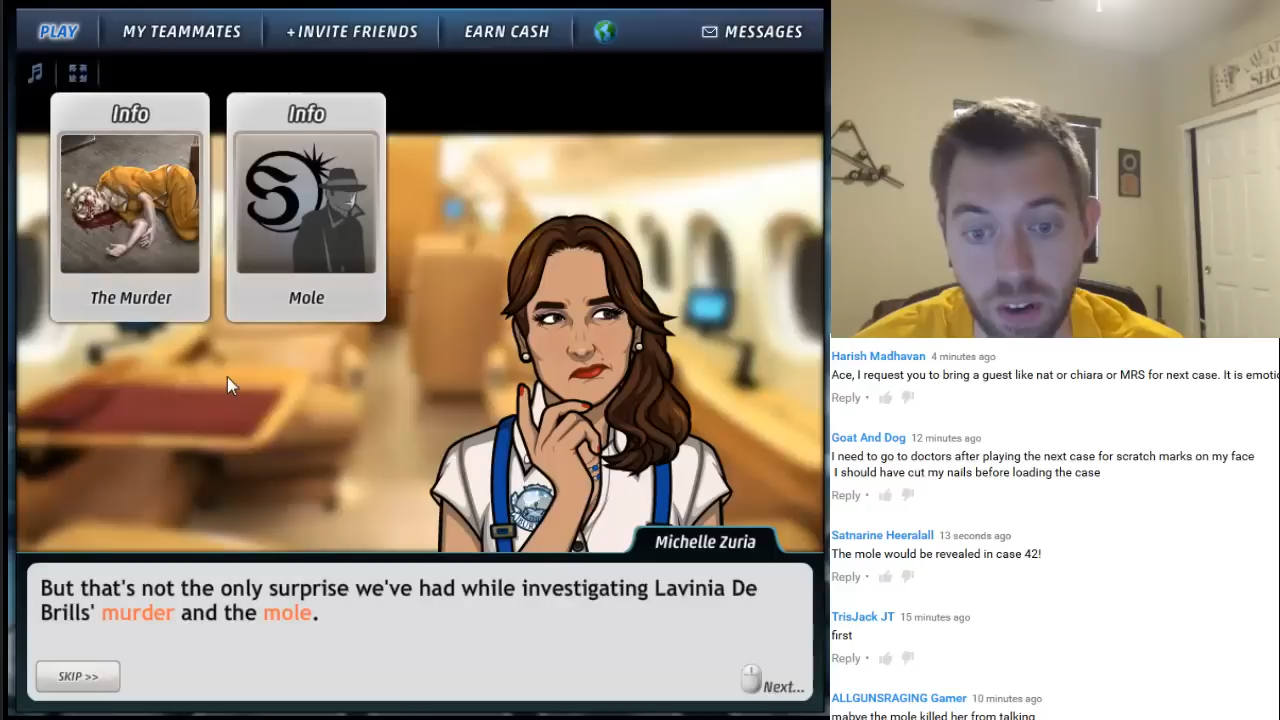 PLAY
MY TEAMMATES
+INVITE FRIENDS
EARN CASH
MESSAGES
Info
The Murder
Info
S
Mole
Michelle Zuria
But that's not the only surprise we've had while investigating Lavinia De
Brills' murder and the mole.
SKIP >>
Next...
Harish Madhavan 4 minutes ago
Ace, I request you to bring a guest like nat or chiara or MRS for next case. It is emotic
Reply
Goat And Dog 12 minutes ago
I need to go to doctors after playing the next case for scratch marks on my face
I should have cut my nails before loading the case
Reply
Satnarine Heeralall 13 seconds ago
The mole would be revealed in case 42!
Reply
TrisJack JT 15 minutes ago
first
Reply
ALLGUNSRAGING Gamer 10 minutes ago
mabye the mole killed her from talking